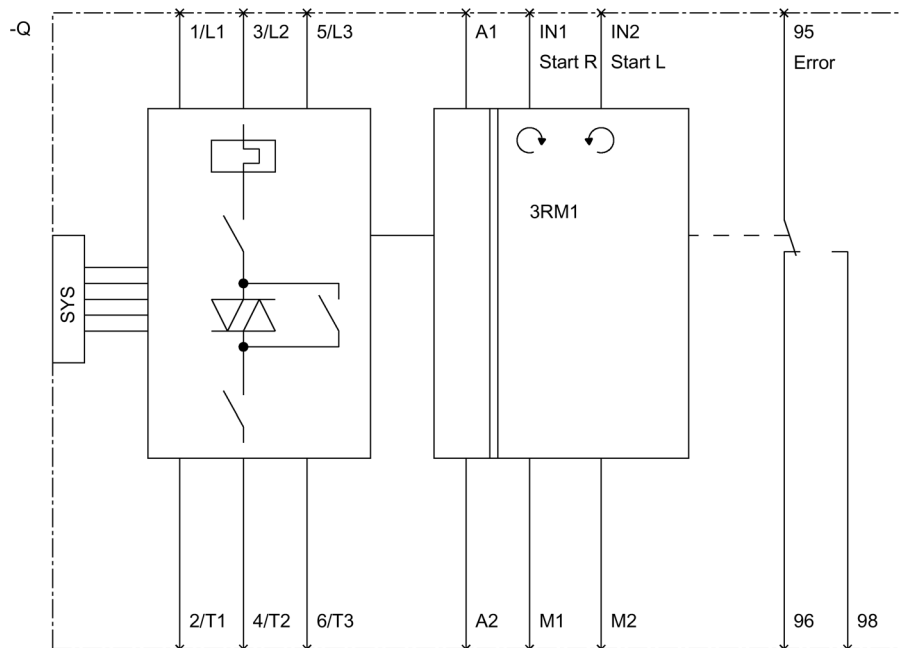 -Q
1/L1 3/L2 5/L3 A1 IN1 IN2 95
Start R Start L Error
3RM1
SYS
2/T1 4/T2 6/T3 A2 M1 M2 96 98